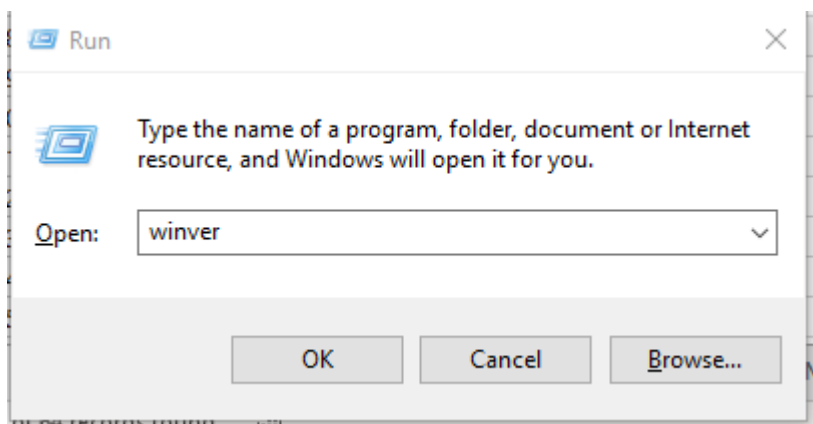 Run
Type the name of a program, folder, document or Internet
resource, and Windows will open it for you.
Open: winver
OK Cancel Browse...